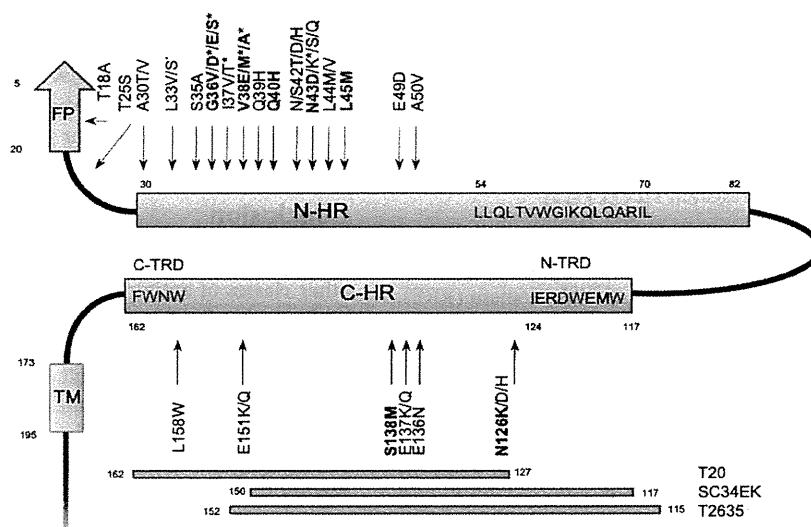 5
FP
20
T18A
T25S
A30T/V
L33V/S*
S35A
G36V/D*/E/S*
I37V/T*
V38E/M*/A*
Q39H
Q40H
N/S42T/D/H
N43D/K*/S/Q
L44M/V
L45M
E49D
A50V
30 54 70 82
N-HR LLQLTVWGIKQLQARIL
C-TRD N-TRD
FWNW C-HR IERDWEMW
162 124 117
173
TM
195
L158W
E151K/Q
S138M
E137K/Q
E136N
N126K/D/H
162 127 T20
150 117 SC34EK
152 115 T2635